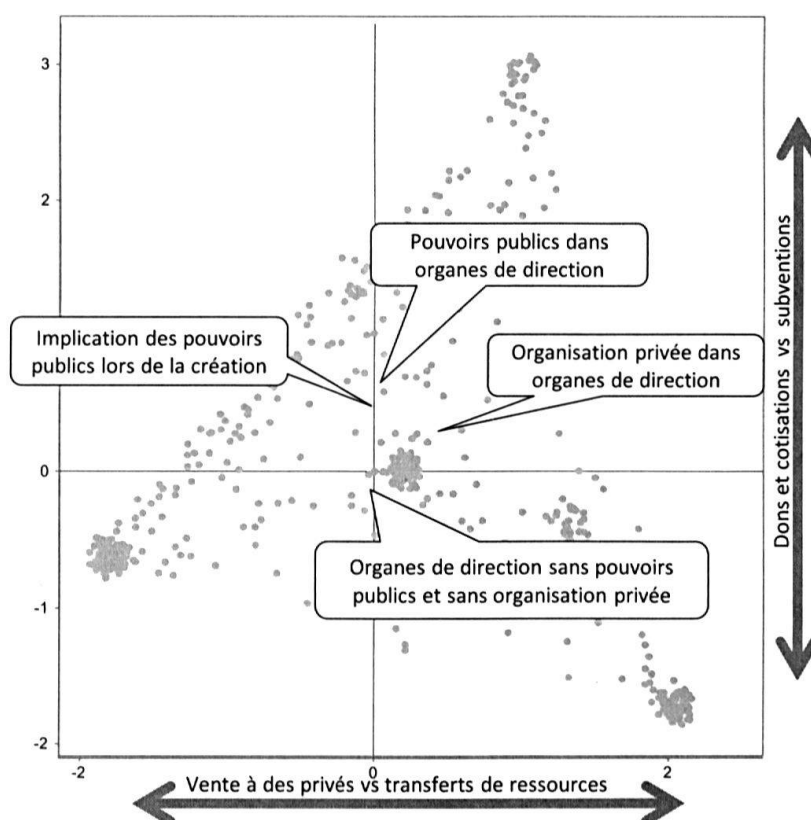 3
2
Pouvoirs publics dans
organes de direction
Implication des pouvoirs
publics lors de la création
Organisation privée dans
organes de direction
0
Organes de direction sans pouvoirs
publics et sans organisation privée
-1
-2
-2
0
2
Vente à des privés vs transferts de ressources
Dons et cotisations vs subventions